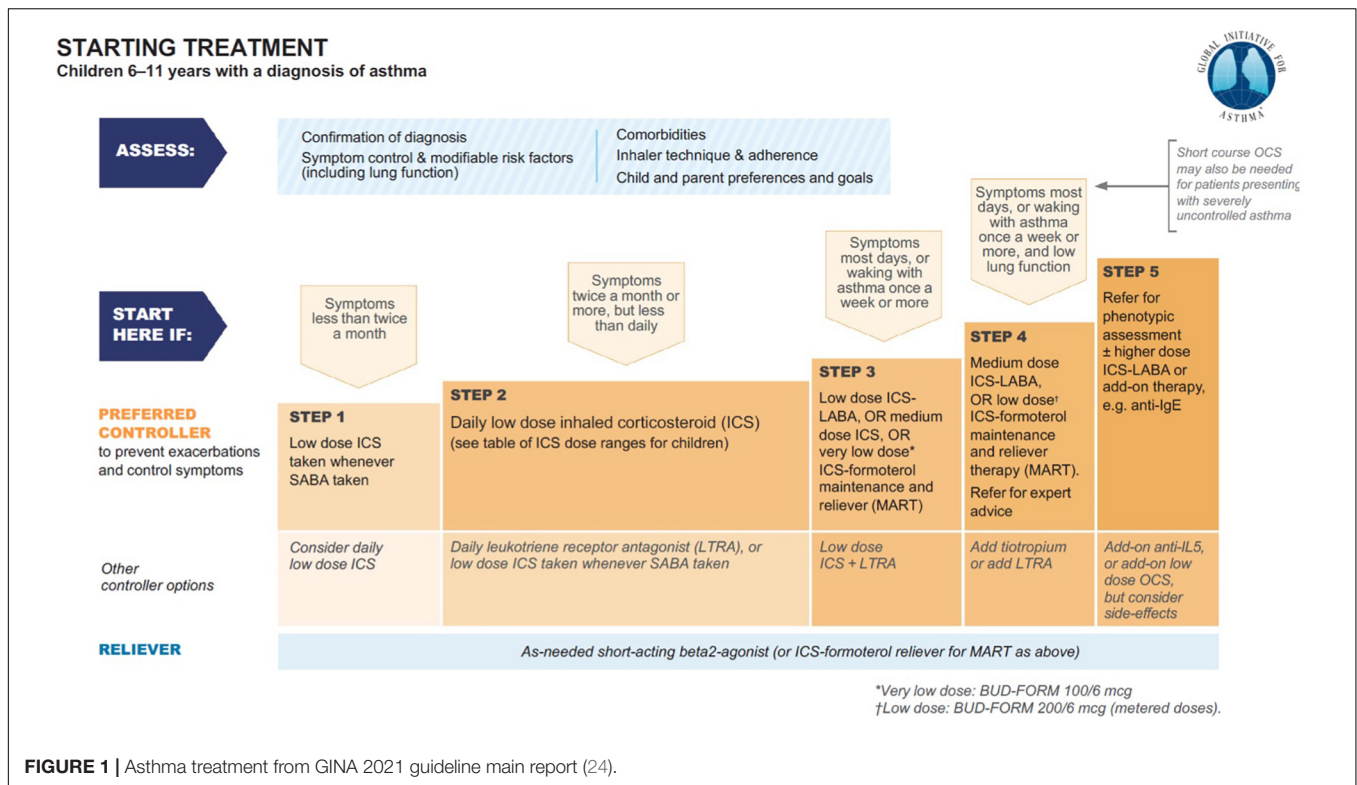 STARTING TREATMENT
Children 6–11 years with a diagnosis of asthma
GLOBAL INITIATIVE FOR ASTHMA
ASSESS:
Confirmation of diagnosis
Symptom control & modifiable risk factors
(including lung function)
Comorbidities
Inhaler technique & adherence
Child and parent preferences and goals
Short course OCS
may also be needed
for patients presenting
with severely
uncontrolled asthma
START
HERE IF:
Symptoms
less than twice
a month
Symptoms
twice a month or
more, but less
than daily
Symptoms
most days, or
waking with
asthma once a
week or more
Symptoms most
days, or waking
with asthma
once a week or
more, and low
lung function
PREFERRED
CONTROLLER
to prevent exacerbations
and control symptoms
STEP 1
Low dose ICS
taken whenever
SABA taken
STEP 2
Daily low dose inhaled corticosteroid (ICS)
(see table of ICS dose ranges for children)
STEP 3
Low dose ICS-
LABA, OR medium
dose ICS, OR
very low dose*
ICS-formoterol
maintenance and
reliever (MART)
STEP 4
Medium dose
ICS-LABA,
OR low dose†
ICS-formoterol
maintenance
and reliever
therapy (MART).
Refer for expert
advice
STEP 5
Refer for
phenotypic
assessment
± higher dose
ICS-LABA or
add-on therapy,
e.g. anti-IgE
Other
controller options
Consider daily
low dose ICS
Daily leukotriene receptor antagonist (LTRA), or
low dose ICS taken whenever SABA taken
Low dose
ICS + LTRA
Add tiotropium
or add LTRA
Add-on anti-IL5,
or add-on low
dose OCS,
but consider
side-effects
RELIEVER
As-needed short-acting beta2-agonist (or ICS-formoterol reliever for MART as above)
*Very low dose: BUD-FORM 100/6 mcg
†Low dose: BUD-FORM 200/6 mcg (metered doses).
FIGURE 1 | Asthma treatment from GINA 2021 guideline main report (24).